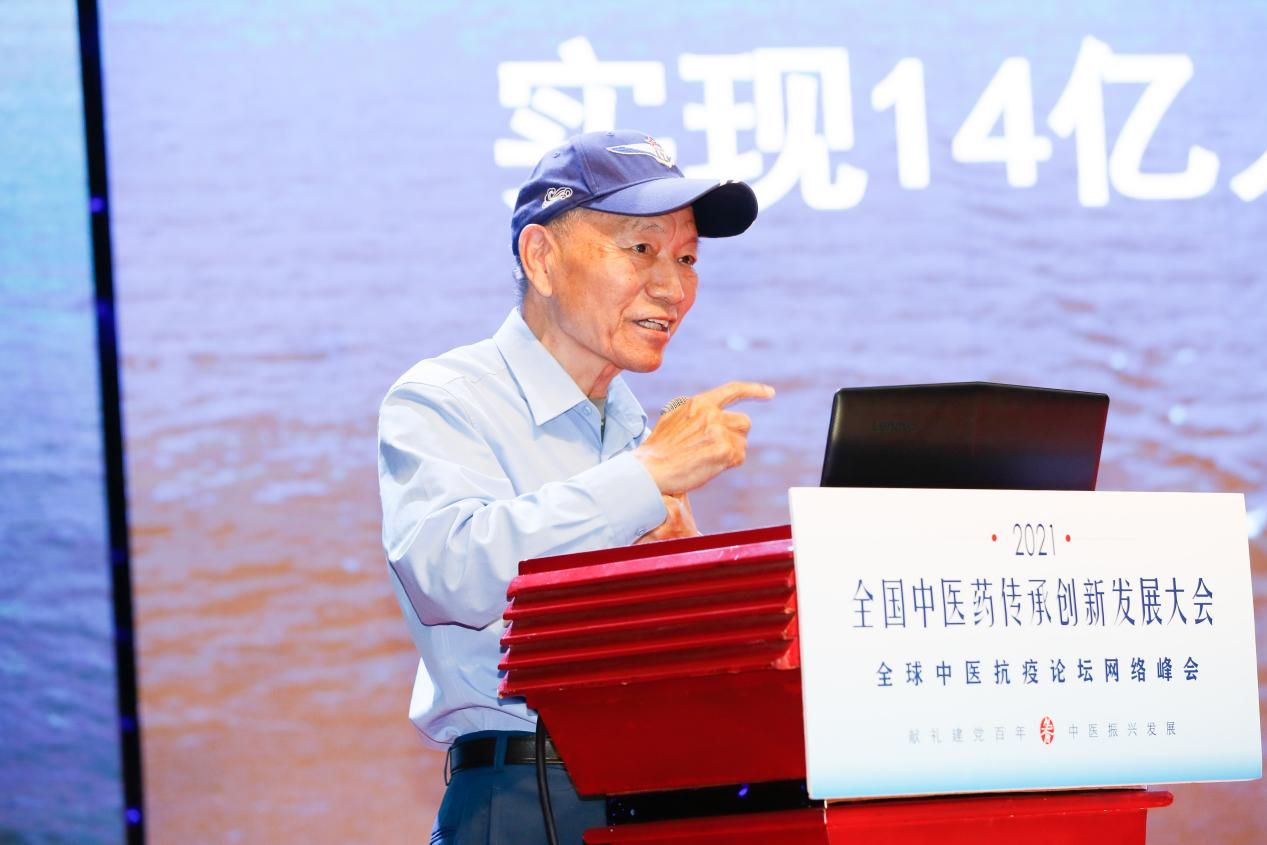 实现14亿
Lenovo
2021
全国中医药传承创新发展大会
全球中医抗疫论坛网络峰会
献礼建党百年 中医振兴发展